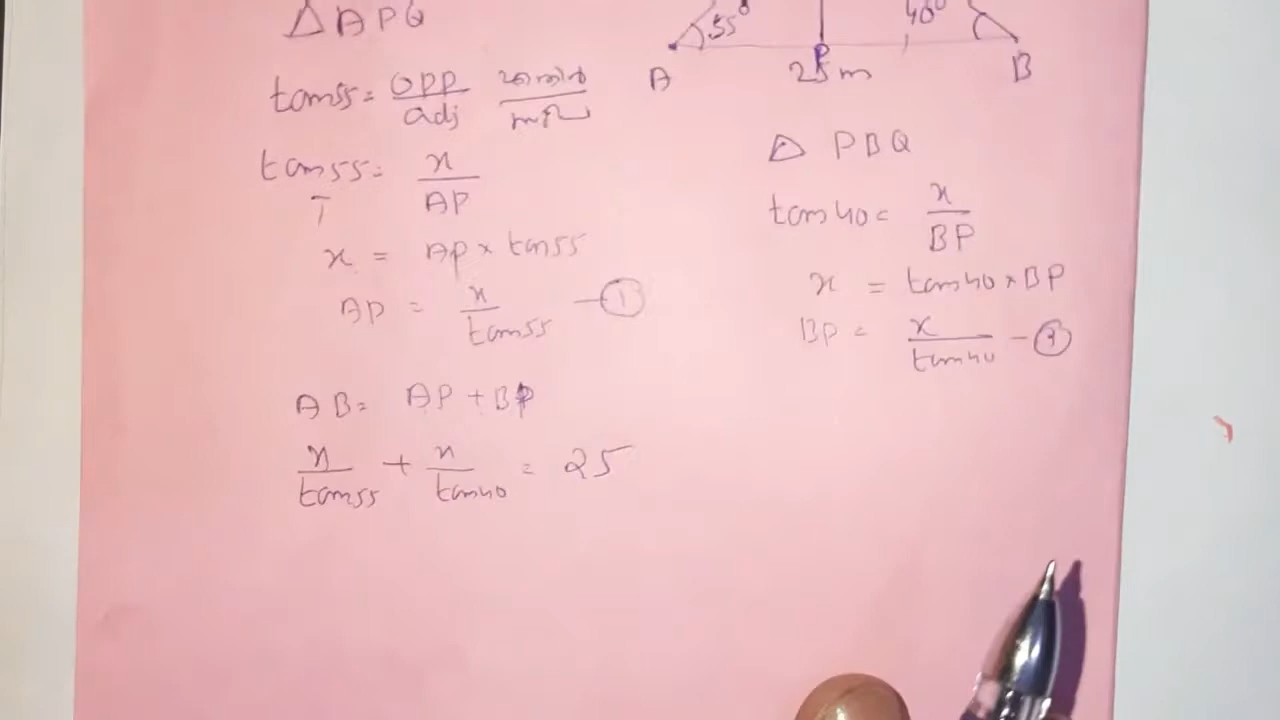 △APQ
55°
40°
A
P
25 m
B
tan55 = opp/adj
tan55 = x/AP
x = AP × tan55
AP = x/tan55 — ①
△ PBQ
tan40 = x/BP
x = tan40 × BP
BP = x/tan40 — ②
AB = AP + BP
x/tan55 + x/tan40 = 25